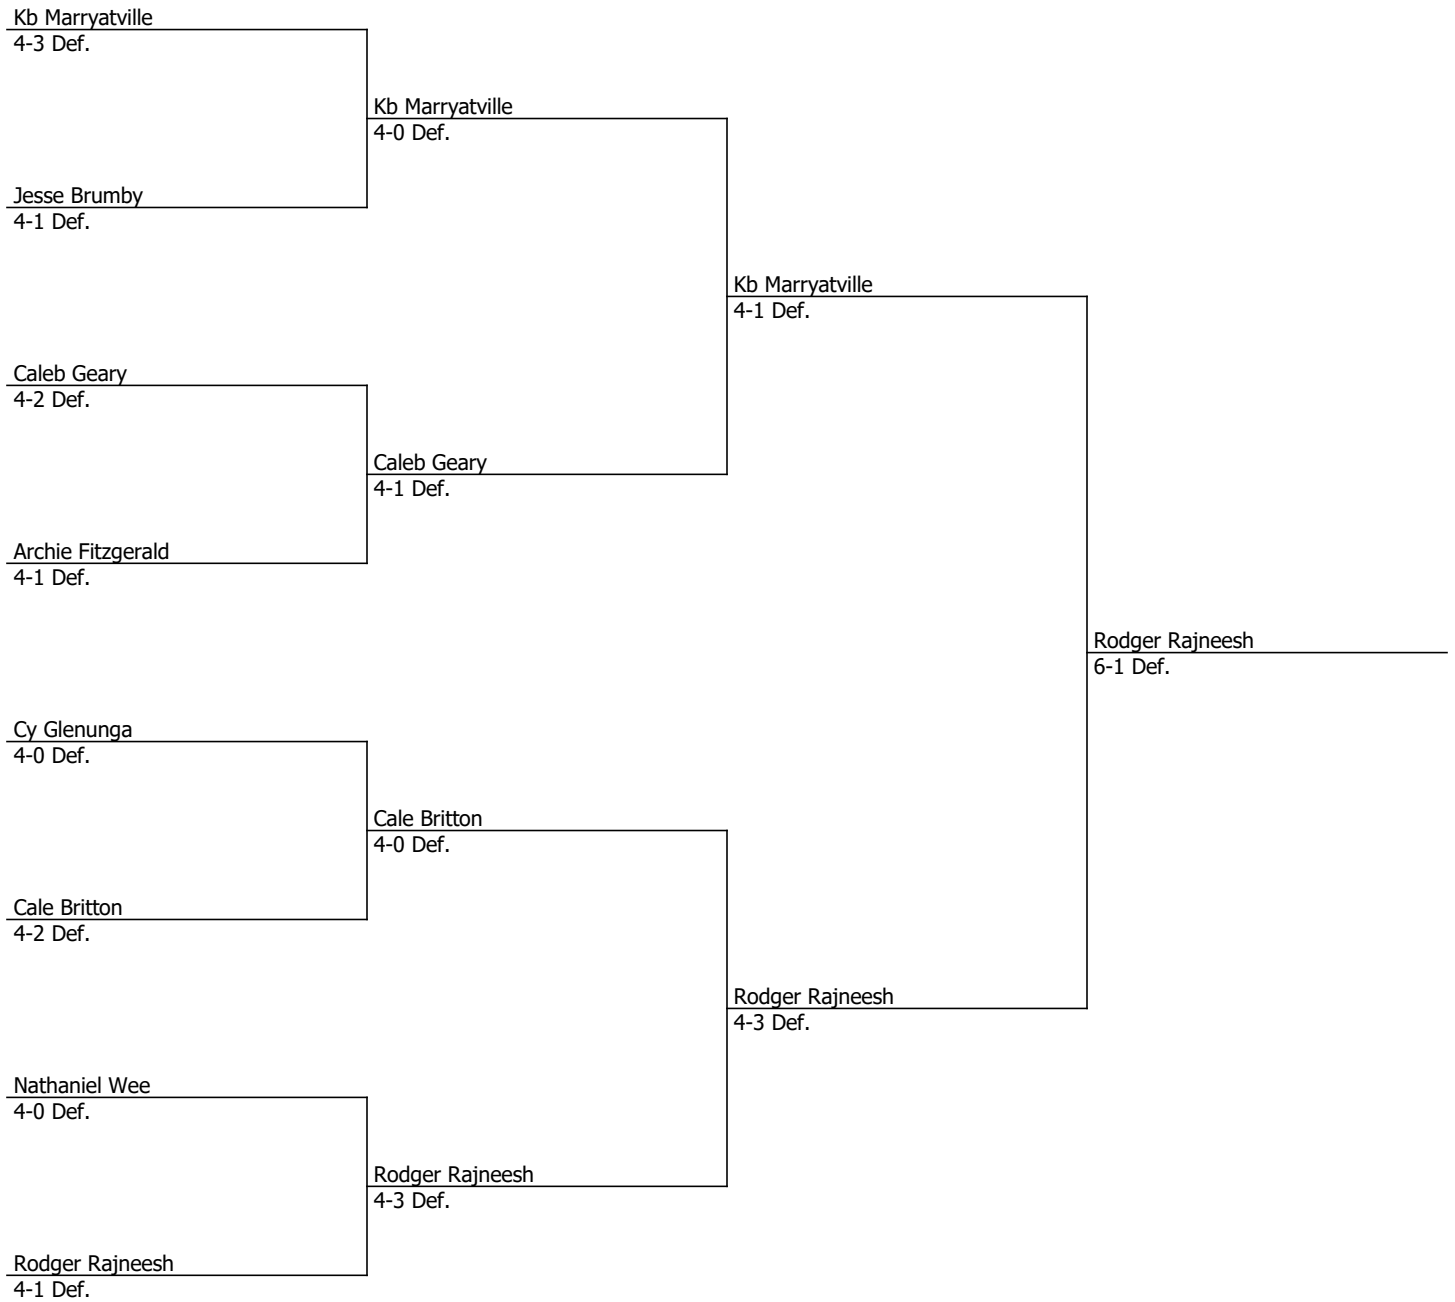 Kb Marryatville
4-3 Def.
Kb Marryatville
4-0 Def.
Jesse Brumby
4-1 Def.
Kb Marryatville
4-1 Def.
Caleb Geary
4-2 Def.
Caleb Geary
4-1 Def.
Archie Fitzgerald
4-1 Def.
Rodger Rajneesh
6-1 Def.
Cy Glenunga
4-0 Def.
Cale Britton
4-0 Def.
Cale Britton
4-2 Def.
Rodger Rajneesh
4-3 Def.
Nathaniel Wee
4-0 Def.
Rodger Rajneesh
4-3 Def.
Rodger Rajneesh
4-1 Def.